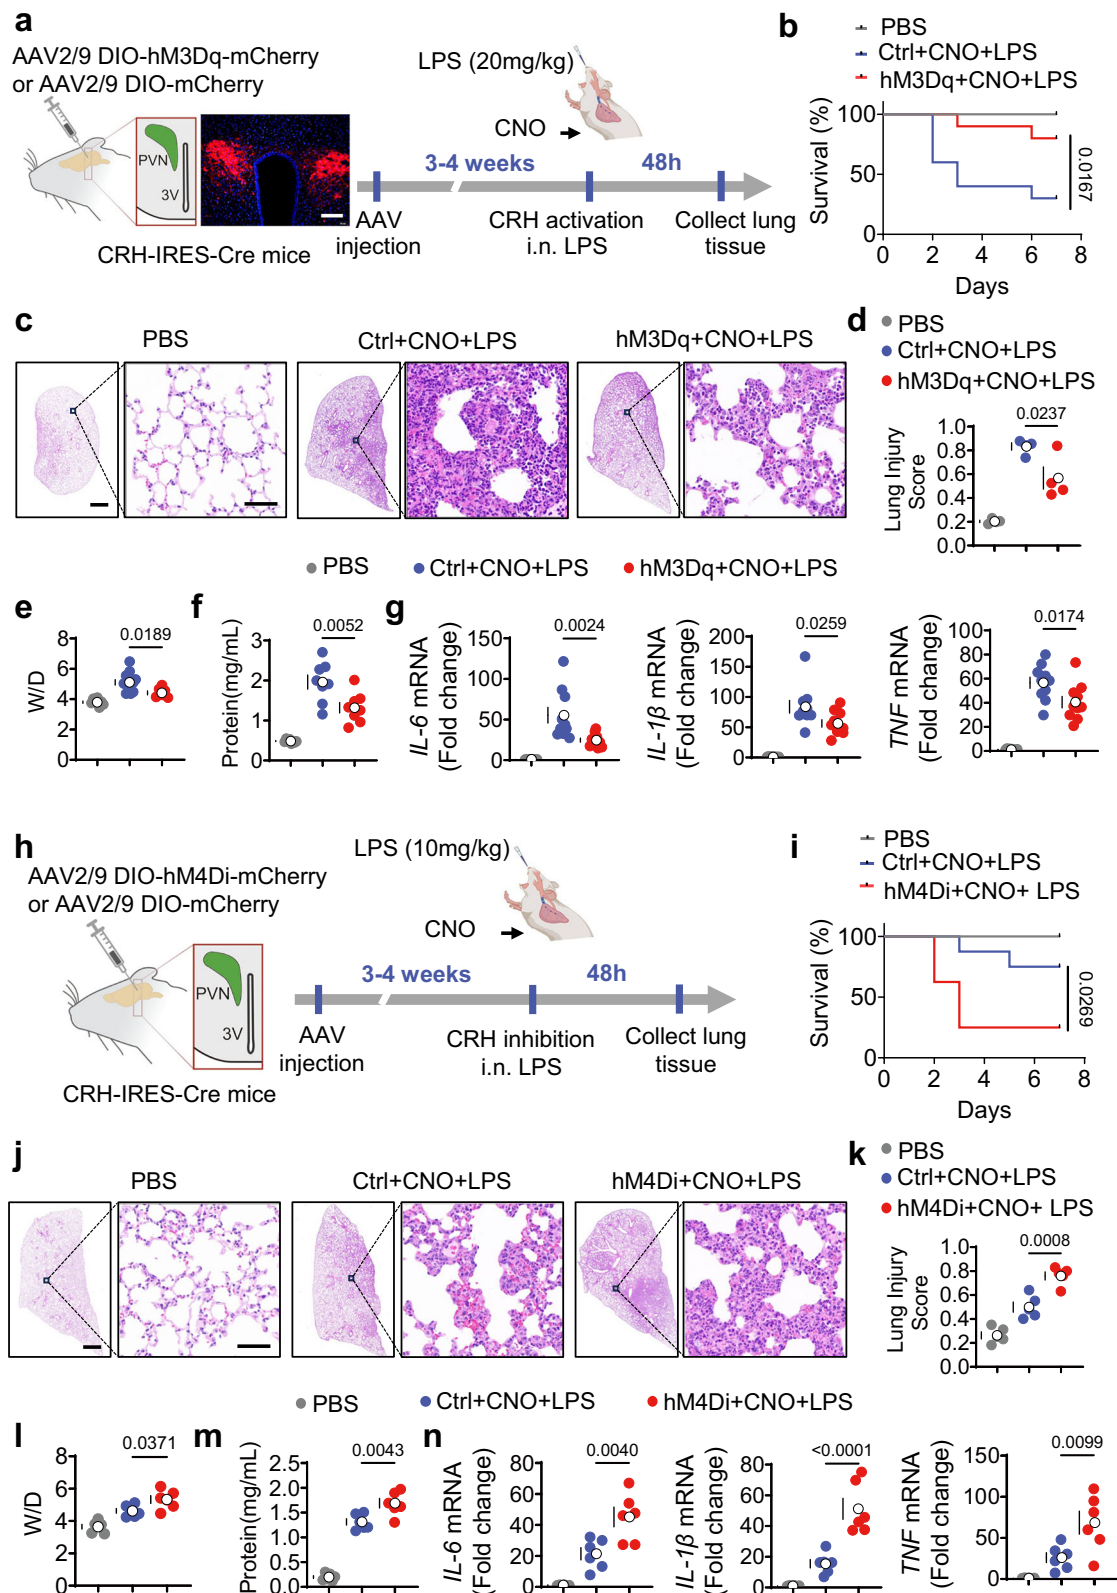 a
AAV2/9 DIO-hM3Dq-mCherry
or AAV2/9 DIO-mCherry
PVN
3V
CRH-IRES-Cre mice
LPS (20mg/kg)
CNO
3-4 weeks
48h
AAV
injection
CRH activation
i.n. LPS
Collect lung
tissue
b
PBS
Ctrl+CNO+LPS
hM3Dq+CNO+LPS
Survival (%)
100
50
0
0 2 4 6 8
Days
0.0167
c
PBS
Ctrl+CNO+LPS
hM3Dq+CNO+LPS
d
PBS
Ctrl+CNO+LPS
hM3Dq+CNO+LPS
0.0237
Lung Injury
Score
1.0
0.8
0.6
0.4
0.2
0.0
PBS
Ctrl+CNO+LPS
hM3Dq+CNO+LPS
e
W/D
8
6
4
2
0
0.0189
f
Protein(mg/mL)
3
2
1
0
0.0052
g
IL-6 mRNA
(Fold change)
150
100
50
0
0.0024
IL-1β mRNA
(Fold change)
200
150
100
50
0
0.0259
TNF mRNA
(Fold change)
100
80
60
40
20
0
0.0174
h
AAV2/9 DIO-hM4Di-mCherry
or AAV2/9 DIO-mCherry
PVN
3V
CRH-IRES-Cre mice
LPS (10mg/kg)
CNO
3-4 weeks
48h
AAV
injection
CRH inhibition
i.n. LPS
Collect lung
tissue
i
PBS
Ctrl+CNO+LPS
hM4Di+CNO+ LPS
Survival (%)
100
50
0
0 2 4 6 8
Days
0.0269
j
PBS
Ctrl+CNO+LPS
hM4Di+CNO+LPS
k
PBS
Ctrl+CNO+LPS
hM4Di+CNO+ LPS
0.0008
Lung Injury
Score
1.0
0.8
0.6
0.4
0.2
0.0
PBS
Ctrl+CNO+LPS
hM4Di+CNO+LPS
l
W/D
8
6
4
2
0
0.0371
m
Protein(mg/mL)
2.5
2.0
1.5
1.0
0.5
0.0
0.0043
n
IL-6 mRNA
(Fold change)
80
60
40
20
0
0.0040
IL-1β mRNA
(Fold change)
80
60
40
20
0
<0.0001
TNF mRNA
(Fold change)
150
100
50
0
0.0099